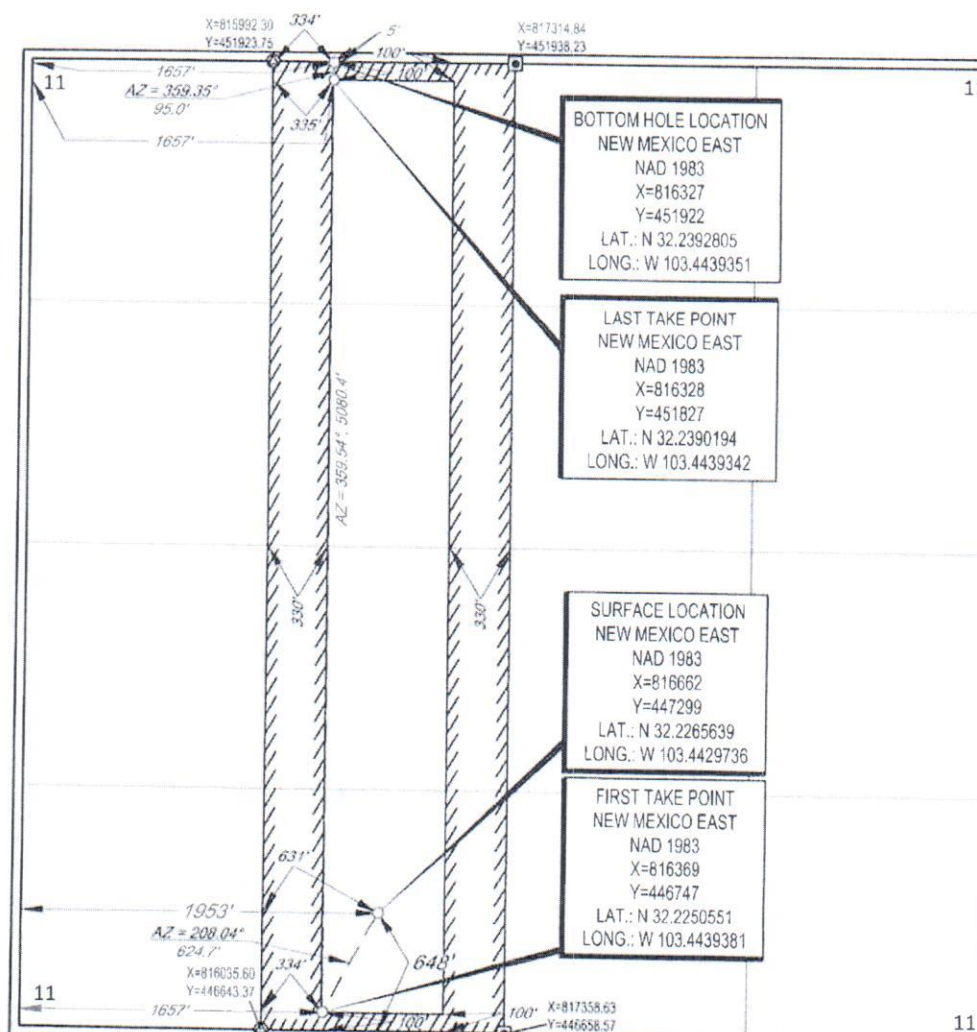 X=815992.30
Y=451923.75
334'
5'
X=817314.84
Y=451938.23
100'
11
1657'
100'
AZ = 359.35°
95.0'
335'
1657'
BOTTOM HOLE LOCATION
NEW MEXICO EAST
NAD 1983
X=816327
Y=451922
LAT.: N 32.2392805
LONG.: W 103.4439351
LAST TAKE POINT
NEW MEXICO EAST
NAD 1983
X=816328
Y=451827
LAT.: N 32.2390194
LONG.: W 103.4439342
AZ = 359.54°, 5080.4'
330'
330'
SURFACE LOCATION
NEW MEXICO EAST
NAD 1983
X=816662
Y=447299
LAT.: N 32.2265639
LONG.: W 103.4429736
FIRST TAKE POINT
NEW MEXICO EAST
NAD 1983
X=816369
Y=446747
LAT.: N 32.2250551
LONG.: W 103.4439381
631'
1953'
AZ = 208.04°
624.7'
648'
334'
X=816035.60
Y=446643.37
11
1657'
100'
100'
X=817358.63
Y=446658.57
11